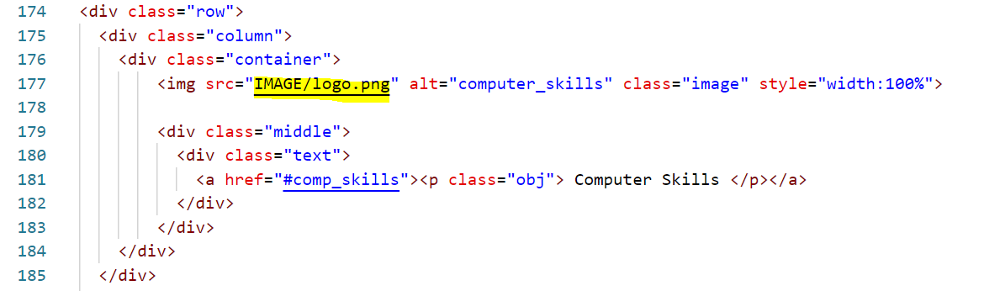 174 <div class="row">
175 <div class="column">
176 <div class="container">
177 <img src="IMAGE/logo.png" alt="computer_skills" class="image" style="width:100%">
178
179 <div class="middle">
180 <div class="text">
181 <a href="#comp_skills"><p class="obj"> Computer Skills </p></a>
182 </div>
183 </div>
184 </div>
185 </div>